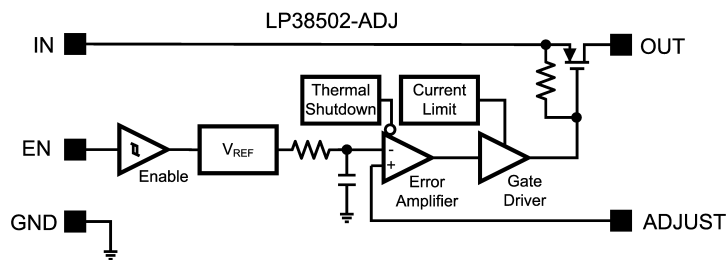 LP38502-ADJ
IN
OUT
Thermal
Shutdown
Current
Limit
EN
Enable
VREF
-
+
Error
Amplifier
Gate
Driver
GND
ADJUST